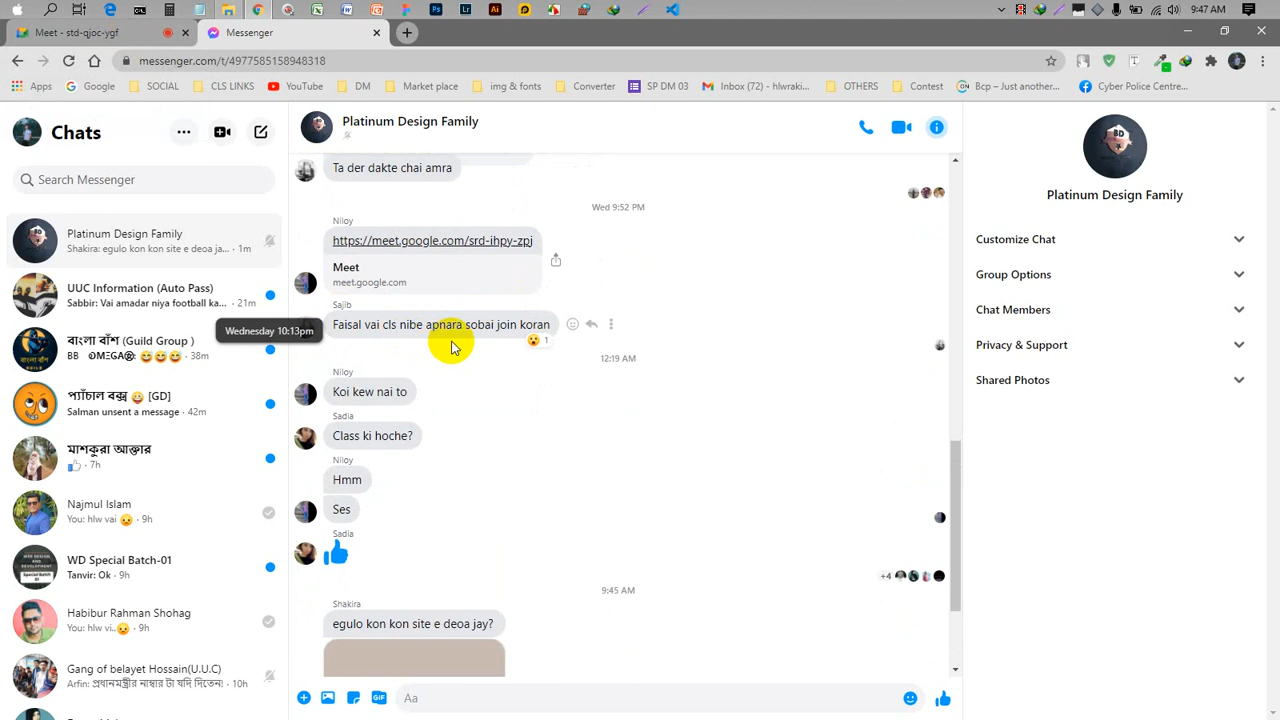 9:47 AM
Meet - std-qjoc-ygf
Messenger
messenger.com/t/4977585158948318
Apps
Google
SOCIAL
CLS LINKS
YouTube
DM
Market place
img & fonts
Converter
SP DM 03
Inbox (72) - hlwraki...
OTHERS
Contest
Bcp – Just another...
Cyber Police Centre...
Chats
Search Messenger
Platinum Design Family
Shakira: egulo kon kon site e deoa ja... · 1m
UUC Information (Auto Pass)
Sabbir: Vai amadar niya football ka... · 21m
Wednesday 10:13pm
বাংলা বাঁশ (Guild Group )
38m
প্যাঁচাল বক্স 😀 [GD]
Salman unsent a message · 42m
মাশকুরা আক্তার
7h
Najmul Islam
You: hlw vai 😟 · 9h
WD Special Batch-01
Tanvir: Ok · 9h
Habibur Rahman Shohag
You: hlw vi..😟 · 9h
Gang of belayet Hossain(U.U.C)
Arfin: প্রধানমন্ত্রীর নাম্বার টা যদি দিতেন! · 10h
Platinum Design Family
Ta der dakte chai amra
Wed 9:52 PM
Niloy
https://meet.google.com/srd-ihpy-zpj
Meet
meet.google.com
Sajib
Faisal vai cls nibe apnara sobai join koran
😮 1
12:19 AM
Niloy
Koi kew nai to
Sadia
Class ki hoche?
Niloy
Hmm
Ses
Sadia
+4
9:45 AM
Shakira
egulo kon kon site e deoa jay?
GIF
Aa
BD
Platinum Design Family
Customize Chat
Group Options
Chat Members
Privacy & Support
Shared Photos